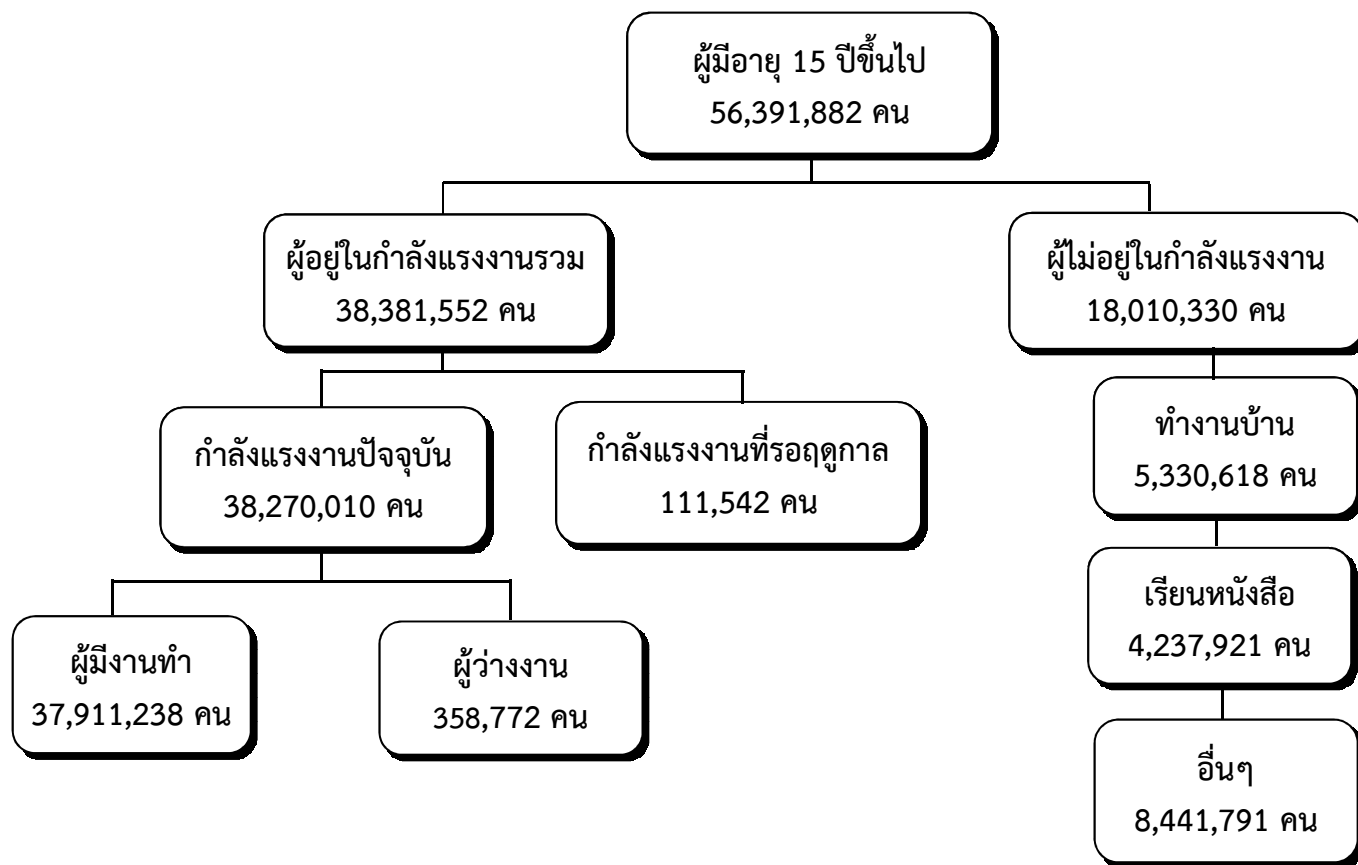 ผู้มีอายุ 15 ปีขึ้นไป
56,391,882 คน
ผู้อยู่ในกำลังแรงงานรวม
38,381,552 คน
ผู้ไม่อยู่ในกำลังแรงงาน
18,010,330 คน
กำลังแรงงานปัจจุบัน
38,270,010 คน
กำลังแรงงานที่รอฤดูกาล
111,542 คน
ทำงานบ้าน
5,330,618 คน
ผู้มีงานทำ
37,911,238 คน
ผู้ว่างงาน
358,772 คน
เรียนหนังสือ
4,237,921 คน
อื่นๆ
8,441,791 คน